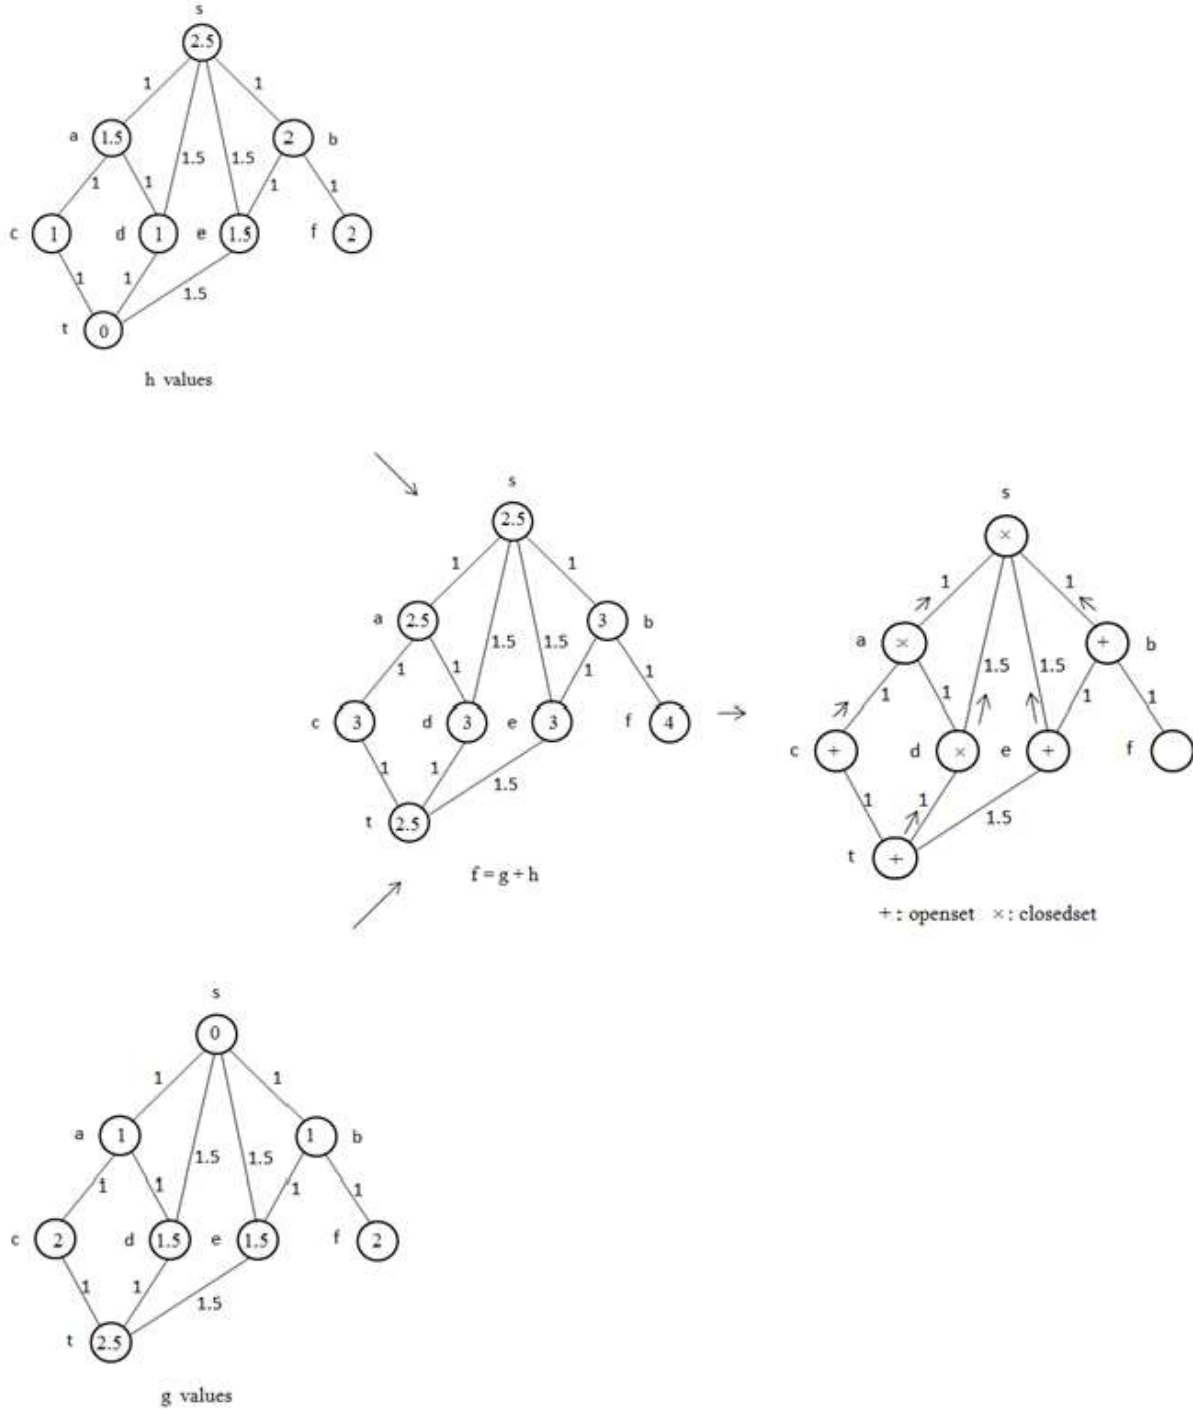 s
2.5
1 1
a 1.5 2 b
1.5 1.5
1 1 1 1
c 1 d 1 e 1.5 f 2
1 1
1.5
t 0
h values
s
2.5
1 1
a 2.5 3 b
1.5 1.5
1 1 1 1
c 3 d 3 e 3 f 4
1 1
1.5
t 2.5
f = g + h
s
×
1 1
a × + b
1.5 1.5
1 1 1 1
c + d × e + f
1 1
1.5
t +
+ : openset × : closedset
s
0
1 1
a 1 1 b
1.5 1.5
1 1 1 1
c 2 d 1.5 e 1.5 f 2
1 1
1.5
t 2.5
g values